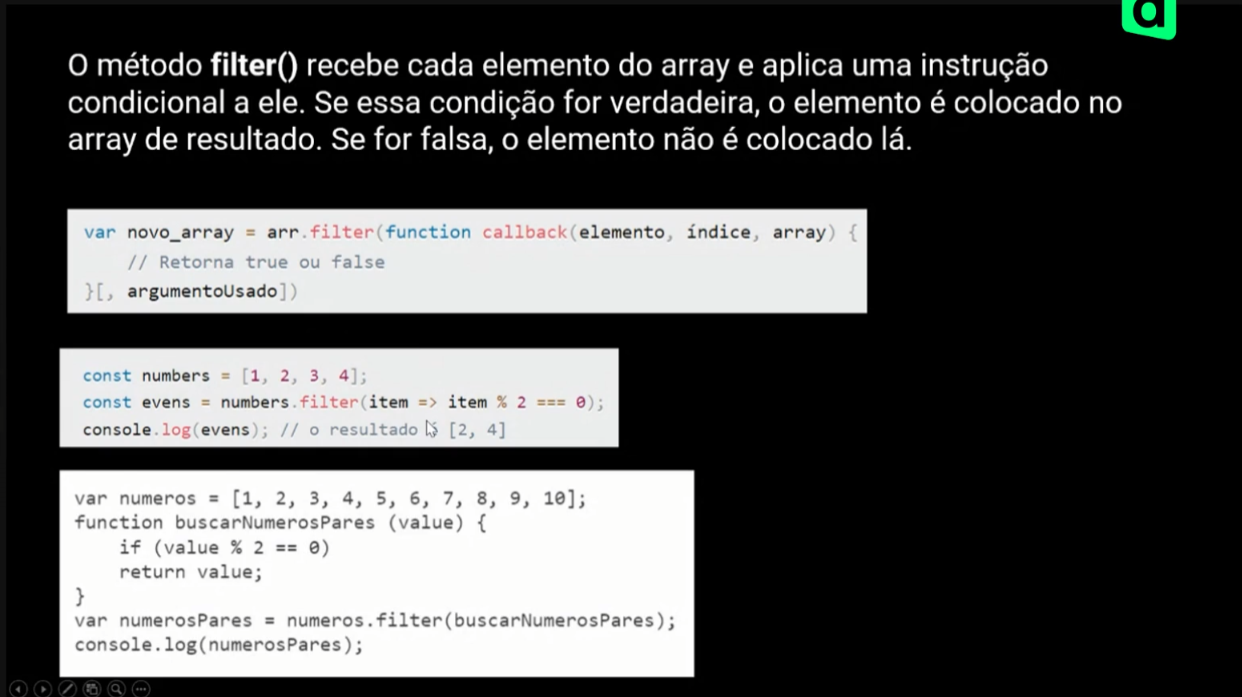 d
O método filter() recebe cada elemento do array e aplica uma instrução
condicional a ele. Se essa condição for verdadeira, o elemento é colocado no
array de resultado. Se for falsa, o elemento não é colocado lá.
var novo_array = arr.filter(function callback(elemento, índice, array) {
    // Retorna true ou false
}[, argumentoUsado])
const numbers = [1, 2, 3, 4];
const evens = numbers.filter(item => item % 2 === 0);
console.log(evens); // o resultado [2, 4]
var numeros = [1, 2, 3, 4, 5, 6, 7, 8, 9, 10];
function buscarNumerosPares (value) {
    if (value % 2 == 0)
    return value;
}
var numerosPares = numeros.filter(buscarNumerosPares);
console.log(numerosPares);